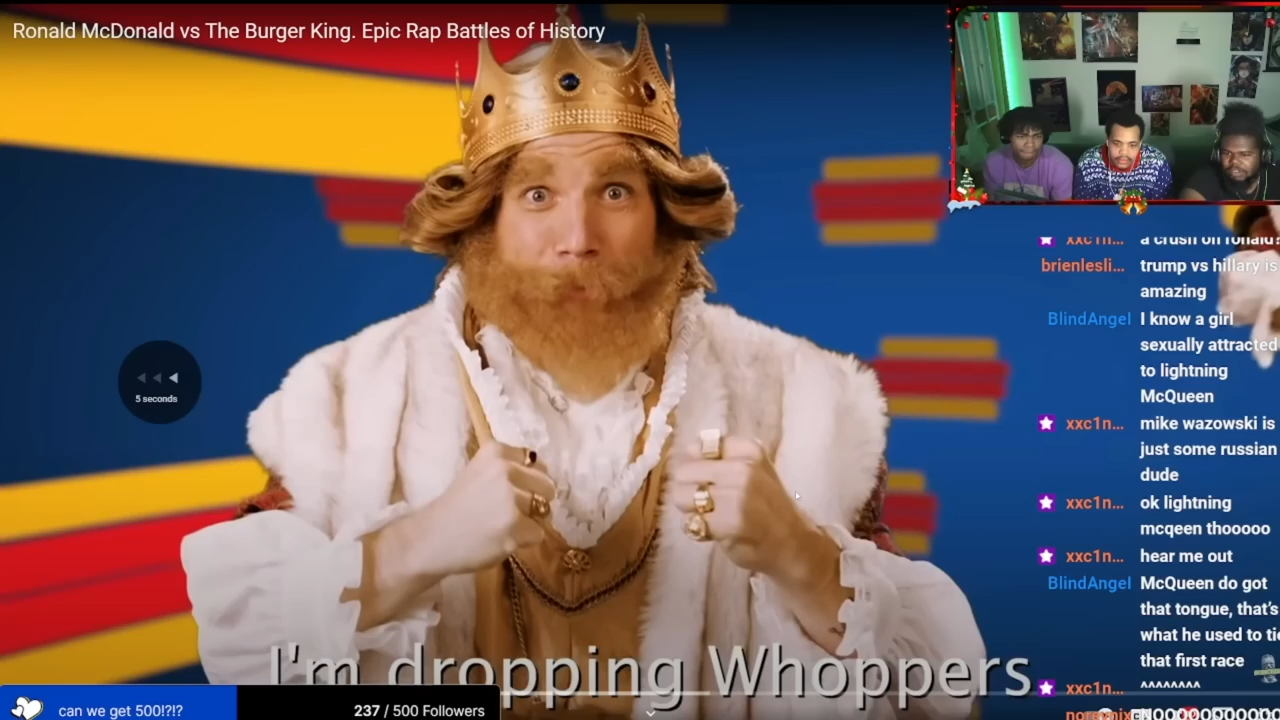 Ronald McDonald vs The Burger King. Epic Rap Battles of History
5 seconds
I'm dropping Whoppers
can we get 500!?!?
237 / 500 Followers
xxc1n... a crush on ronald?
brienlesli... trump vs hillary is
amazing
BlindAngel I know a girl
sexually attracted
to lightning
McQueen
xxc1n... mike wazowski is
just some russian
dude
xxc1n... ok lightning
mcqeen thooooo
xxc1n... hear me out
BlindAngel McQueen do got
that tongue, that's
what he used to tie
that first race
xxc1n... ^^^^^^^^